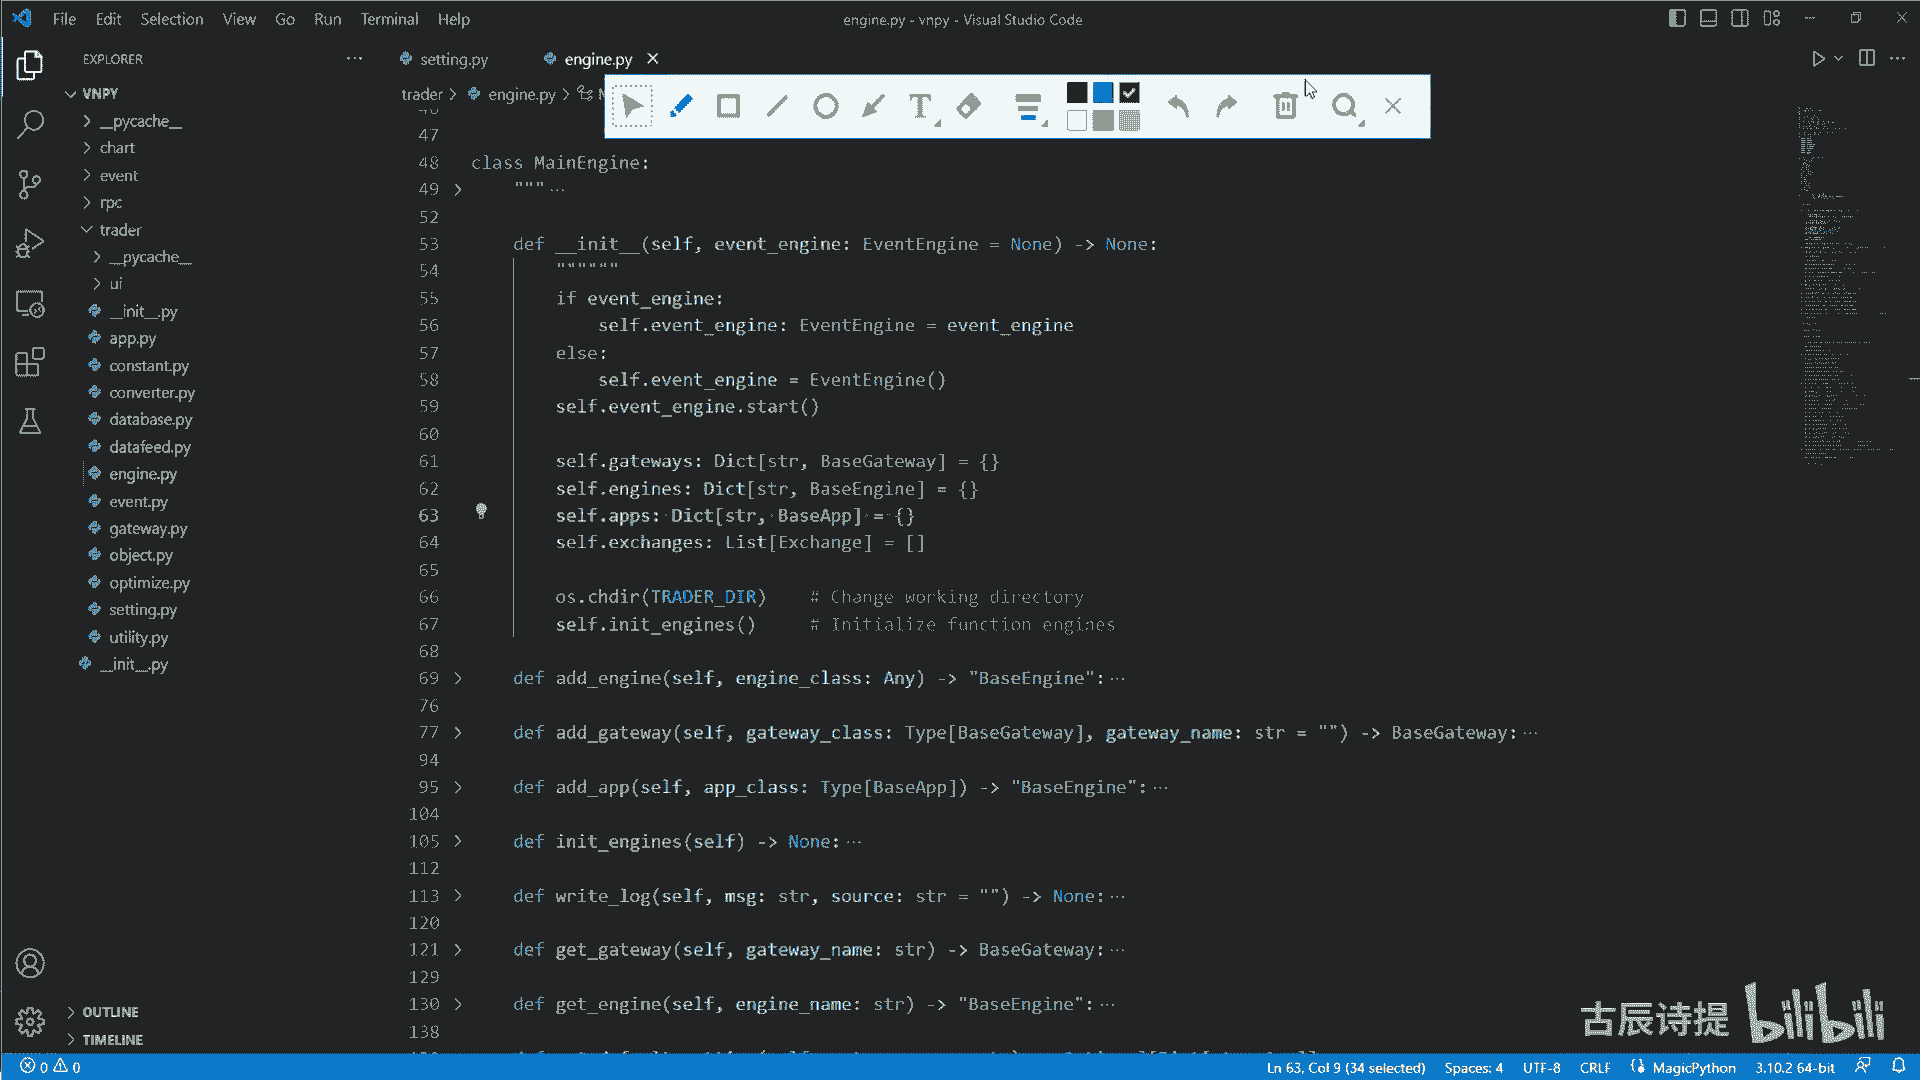 File Edit Selection View Go Run Terminal Help
engine.py - vnpy - Visual Studio Code
EXPLORER
setting.py
engine.py
VNPY
__pycache__
chart
event
rpc
trader
__pycache__
ui
__init__.py
app.py
constant.py
converter.py
database.py
datafeed.py
engine.py
event.py
gateway.py
object.py
optimize.py
setting.py
utility.py
__init__.py
OUTLINE
TIMELINE
trader > engine.py >
T
47
48 class MainEngine:
49 """ ···
52
53 def __init__(self, event_engine: EventEngine = None) -> None:
54 """"""
55 if event_engine:
56 self.event_engine: EventEngine = event_engine
57 else:
58 self.event_engine = EventEngine()
59 self.event_engine.start()
60
61 self.gateways: Dict[str, BaseGateway] = {}
62 self.engines: Dict[str, BaseEngine] = {}
63 self.apps: Dict[str, BaseApp] = {}
64 self.exchanges: List[Exchange] = []
65
66 os.chdir(TRADER_DIR) # Change working directory
67 self.init_engines() # Initialize function engines
68
69 def add_engine(self, engine_class: Any) -> "BaseEngine": ···
76
77 def add_gateway(self, gateway_class: Type[BaseGateway], gateway_name: str = "") -> BaseGateway: ···
94
95 def add_app(self, app_class: Type[BaseApp]) -> "BaseEngine": ···
104
105 def init_engines(self) -> None: ···
112
113 def write_log(self, msg: str, source: str = "") -> None: ···
120
121 def get_gateway(self, gateway_name: str) -> BaseGateway: ···
129
130 def get_engine(self, engine_name: str) -> "BaseEngine": ···
138
古辰诗提 bilibili
0 0
Ln 63, Col 9 (34 selected) Spaces: 4 UTF-8 CRLF MagicPython 3.10.2 64-bit